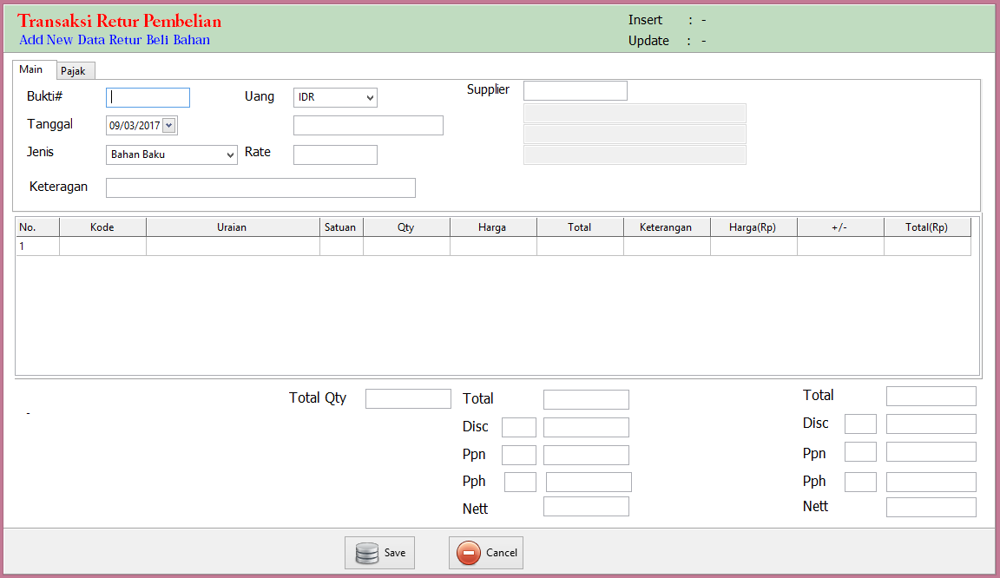 Transaksi Retur Pembelian
Add New Data Retur Beli Bahan
Insert : -
Update : -
Main Pajak
Bukti# Uang IDR Supplier
Tanggal 09/03/2017
Jenis Bahan Baku Rate
Keteragan
No. Kode Uraian Satuan Qty Harga Total Keterangan Harga(Rp) +/- Total(Rp)
1
Total Qty Total Total
-
Disc Disc
Ppn Ppn
Pph Pph
Nett Nett
Save Cancel